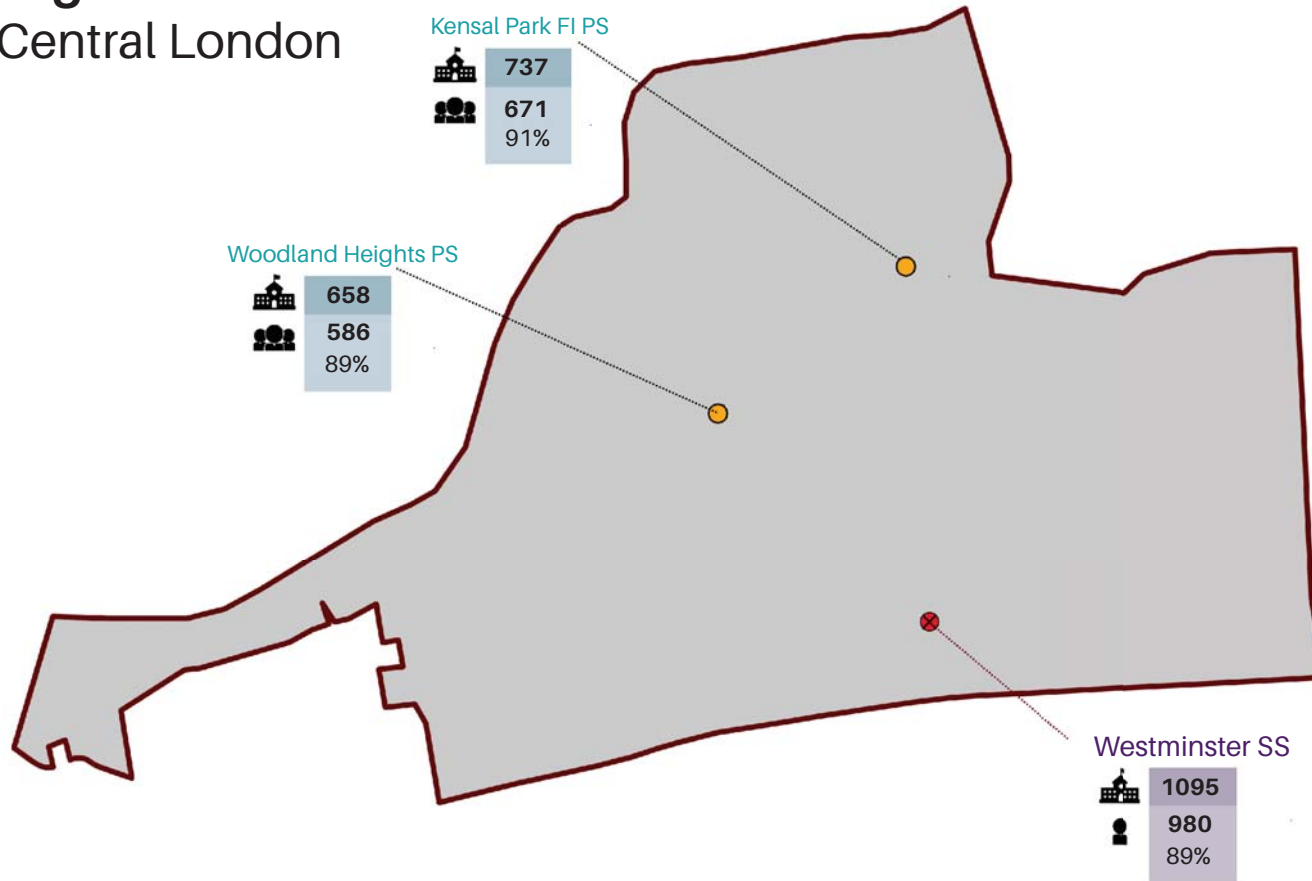 Central London
Kensal Park FI PS
737
671
91%
Woodland Heights PS
658
586
89%
Westminster SS
1095
980
89%